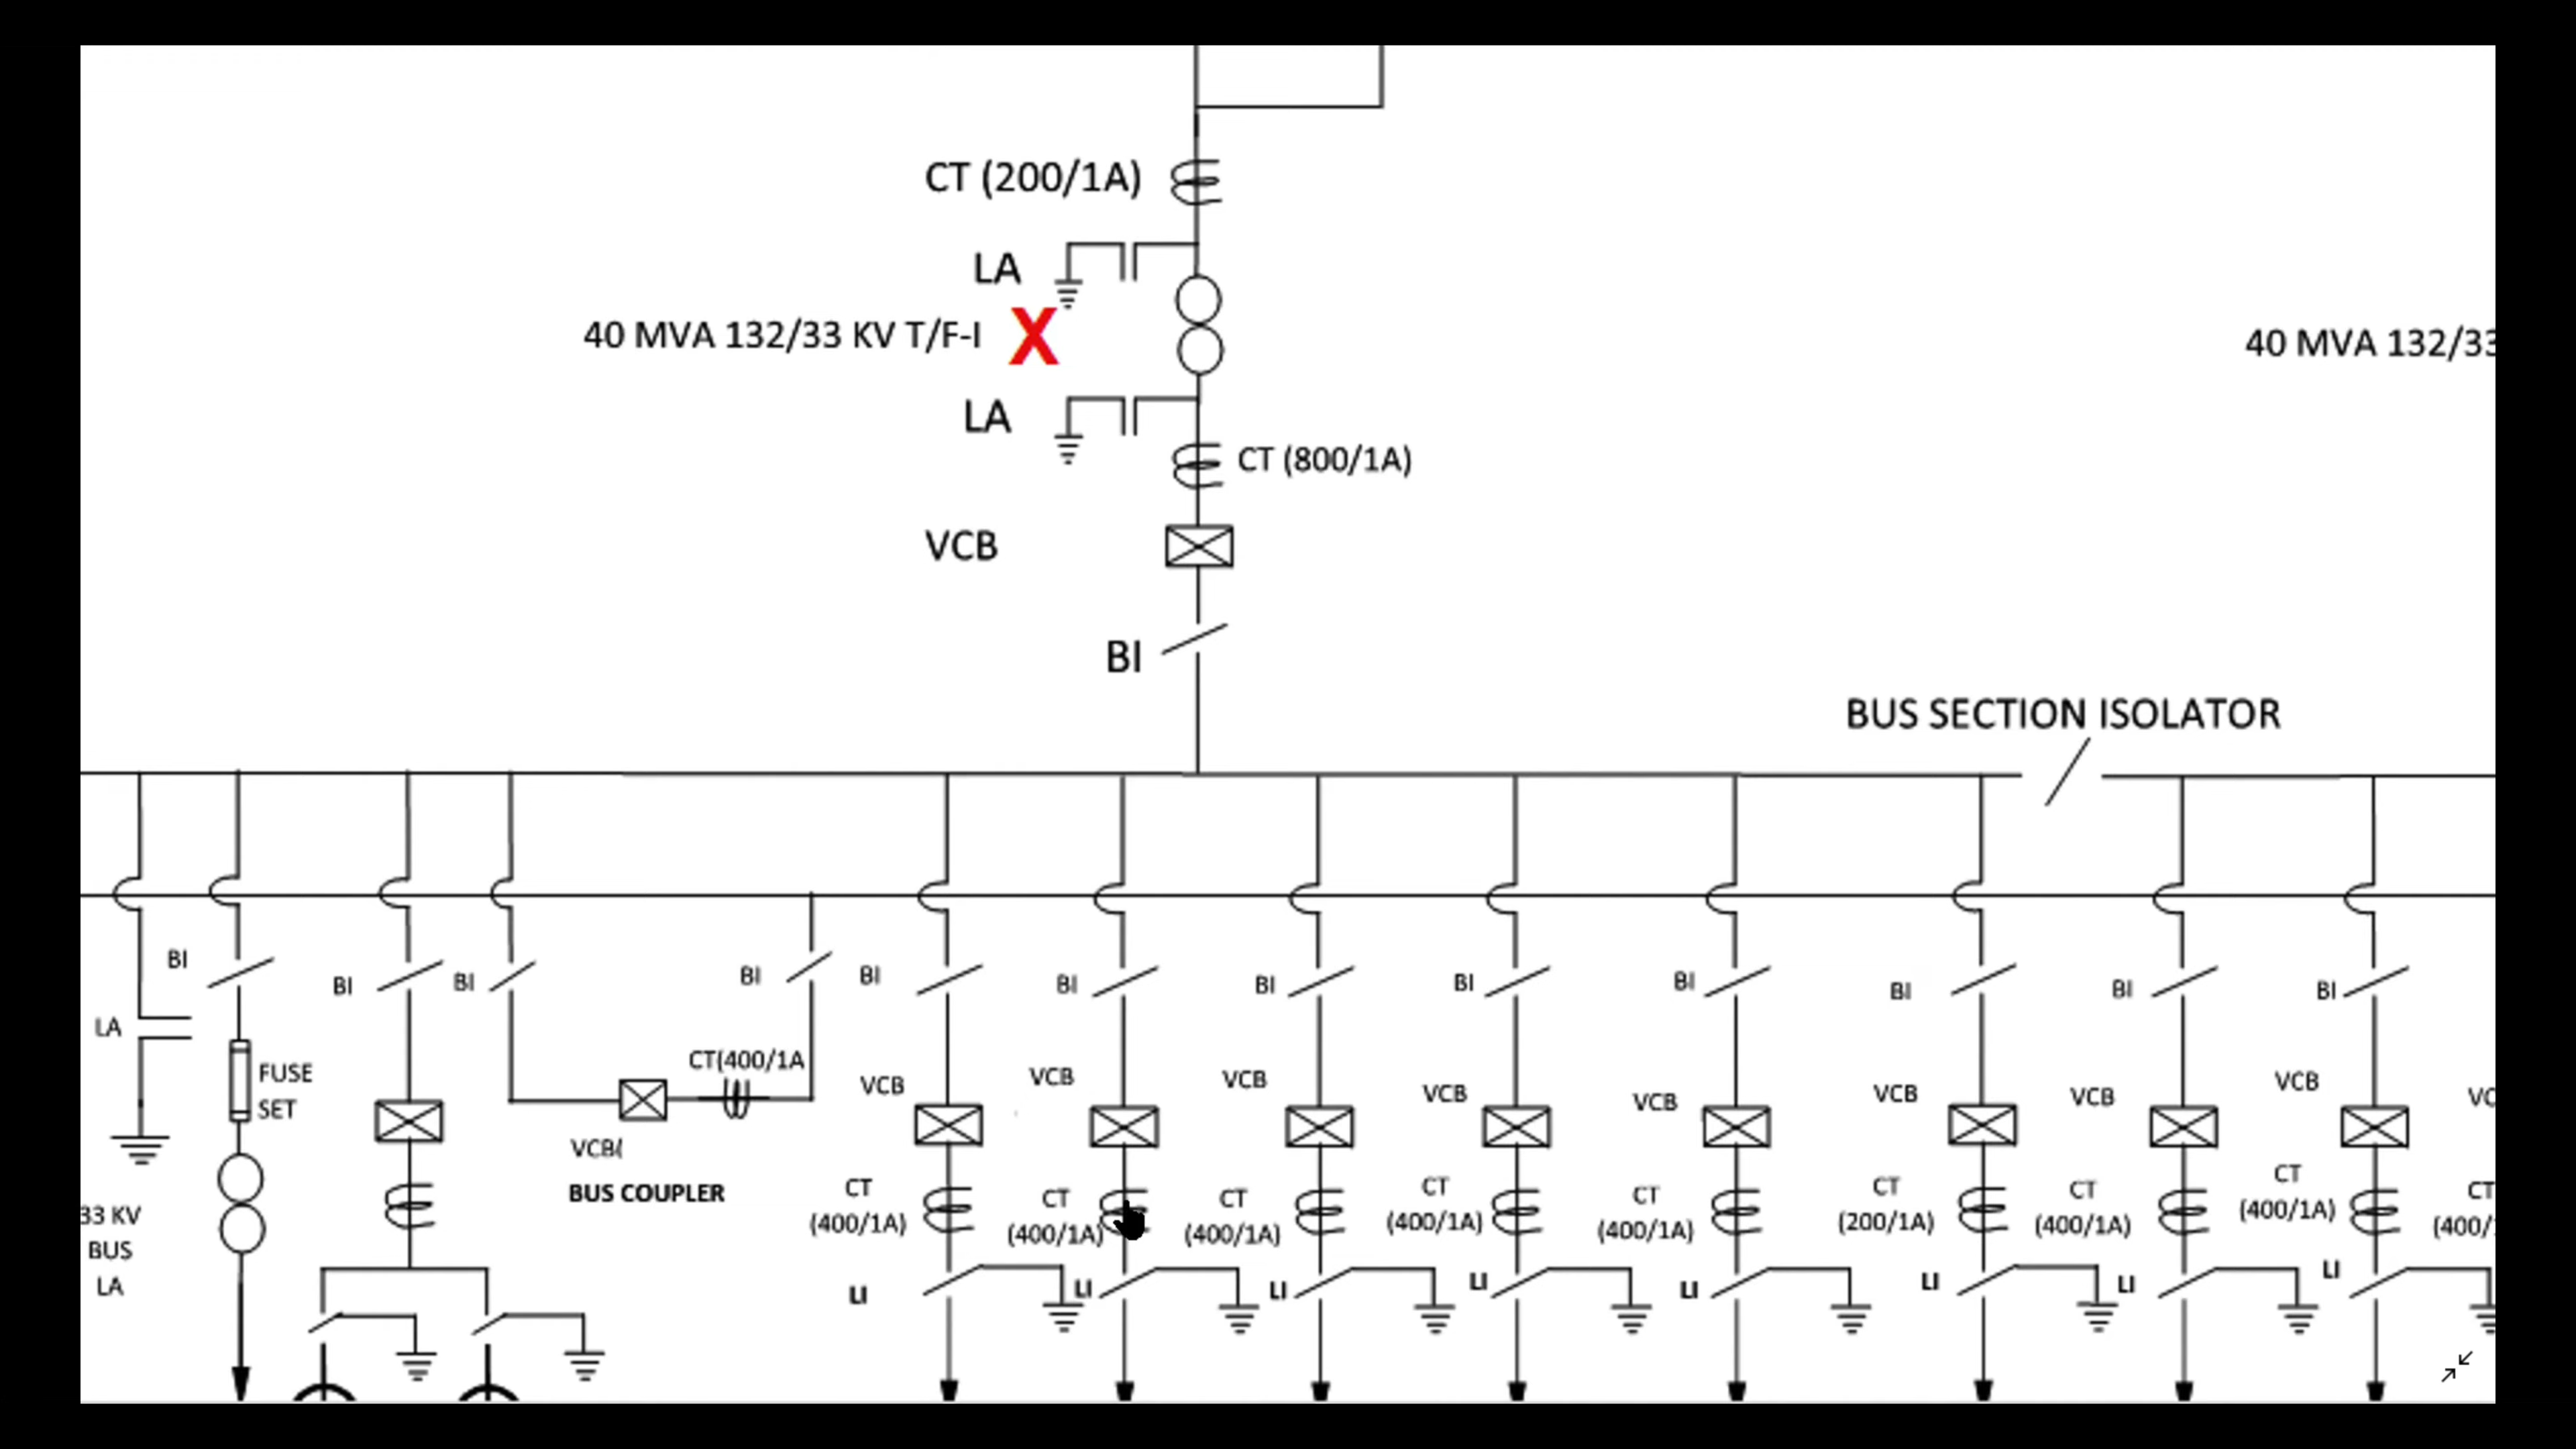 CT (200/1A)
LA
40 MVA 132/33 KV T/F-I
X
40 MVA 132/33
LA
CT (800/1A)
VCB
BI
BUS SECTION ISOLATOR
BI
BI
BI
BI
BI
BI
BI
BI
BI
BI
BI
BI
LA
FUSE
SET
CT(400/1A
VCB(
BUS COUPLER
VCB
VCB
VCB
VCB
VCB
VCB
VCB
VCB
VC
CT
(400/1A)
CT
(400/1A)
CT
(400/1A)
CT
(400/1A)
CT
(400/1A)
CT
(200/1A)
CT
(400/1A)
CT
(400/1A)
CT
(400/
33 KV
BUS
LA
LI
LI
LI
LI
LI
LI
LI
LI